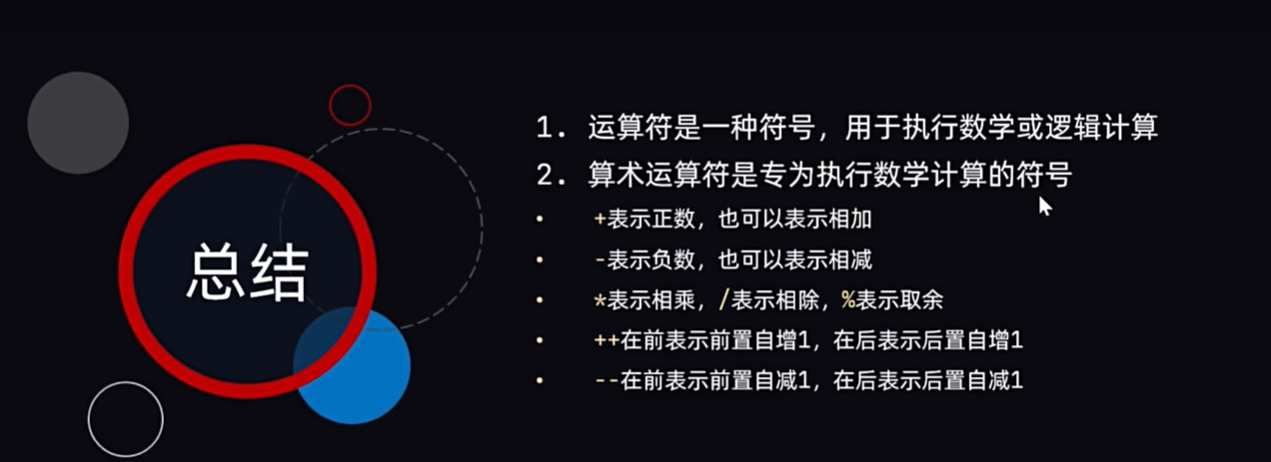 总结
1. 运算符是一种符号，用于执行数学或逻辑计算
2. 算术运算符是专为执行数学计算的符号
• +表示正数，也可以表示相加
• -表示负数，也可以表示相减
• *表示相乘，/表示相除，%表示取余
• ++在前表示前置自增1，在后表示后置自增1
• --在前表示前置自减1，在后表示后置自减1